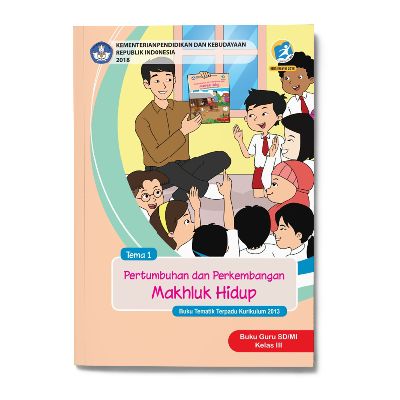 KEMENTERIAN PENDIDIKAN DAN KEBUDAYAAN
REPUBLIK INDONESIA
2018
Tema 1
Pertumbuhan dan Perkembangan
Makhluk Hidup
Buku Tematik Terpadu Kurikulum 2013
Buku Guru SD/MI
Kelas III